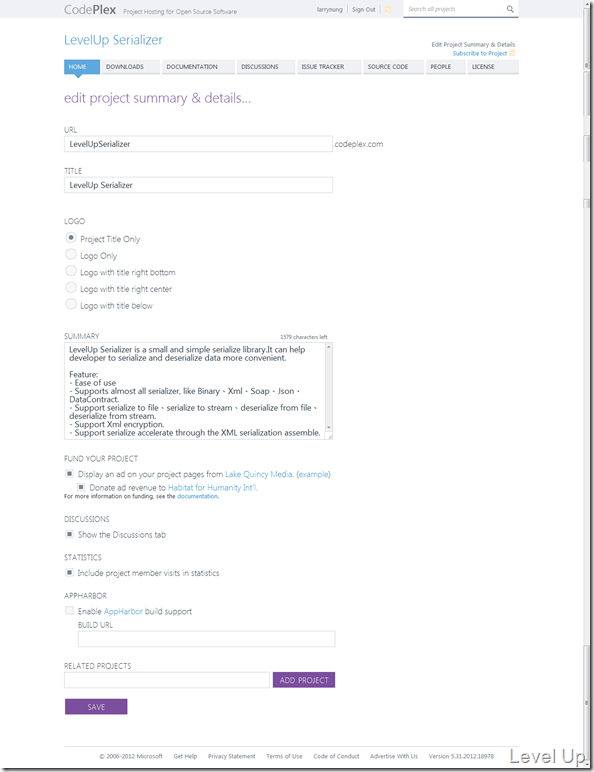 CodePlex Project Hosting for Open Source Software
larrynung Sign Out Search all projects
LevelUp Serializer
Edit Project Summary & Details
Subscribe to Project
HOME DOWNLOADS DOCUMENTATION DISCUSSIONS ISSUE TRACKER SOURCE CODE PEOPLE LICENSE
edit project summary & details...
URL
LevelUpSerializer .codeplex.com
TITLE
LevelUp Serializer
LOGO
Project Title Only
Logo Only
Logo with title right bottom
Logo with title right center
Logo with title below
SUMMARY 1579 characters left
LevelUp Serializer is a small and simple serialize library.It can help
developer to serialize and deserialize data more convenient.
Feature:
- Ease of use
- Supports almost all serializer, like Binary、Xml、Soap、Json、
DataContract.
- Support serialize to file、serialize to stream、deserialize from file、
deserialize from stream.
- Support Xml encryption.
- Support serialize accelerate through the XML serialization assemble.
FUND YOUR PROJECT
Display an ad on your project pages from Lake Quincy Media. (example)
Donate ad revenue to Habitat for Humanity Int'l.
For more information on funding, see the documentation.
DISCUSSIONS
Show the Discussions tab
STATISTICS
Include project member visits in statistics
APPHARBOR
Enable AppHarbor build support
BUILD URL
RELATED PROJECTS
ADD PROJECT
SAVE
© 2006-2012 Microsoft Get Help Privacy Statement Terms of Use Code of Conduct Advertise With Us Version 5.31.2012.18978
Level Up